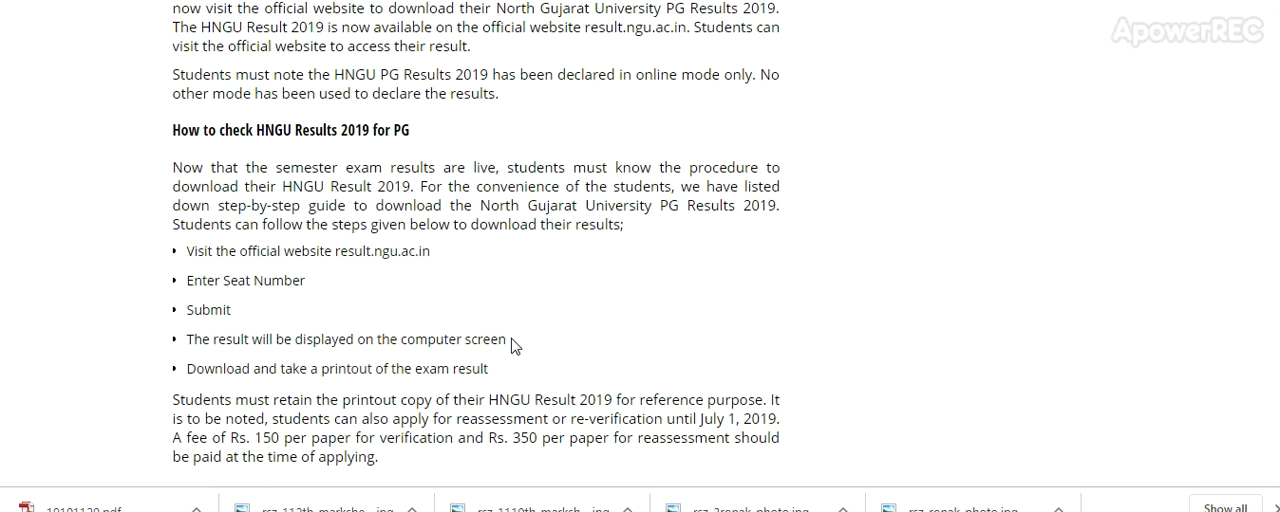 now visit the official website to download their North Gujarat University PG Results 2019.
The HNGU Result 2019 is now available on the official website result.ngu.ac.in. Students can
visit the official website to access their result.
ApowerREC
Students must note the HNGU PG Results 2019 has been declared in online mode only. No
other mode has been used to declare the results.
How to check HNGU Results 2019 for PG
Now that the semester exam results are live, students must know the procedure to
download their HNGU Result 2019. For the convenience of the students, we have listed
down step-by-step guide to download the North Gujarat University PG Results 2019.
Students can follow the steps given below to download their results;
• Visit the official website result.ngu.ac.in
• Enter Seat Number
• Submit
• The result will be displayed on the computer screen
• Download and take a printout of the exam result
Students must retain the printout copy of their HNGU Result 2019 for reference purpose. It
is to be noted, students can also apply for reassessment or re-verification until July 1, 2019.
A fee of Rs. 150 per paper for verification and Rs. 350 per paper for reassessment should
be paid at the time of applying.
Show all